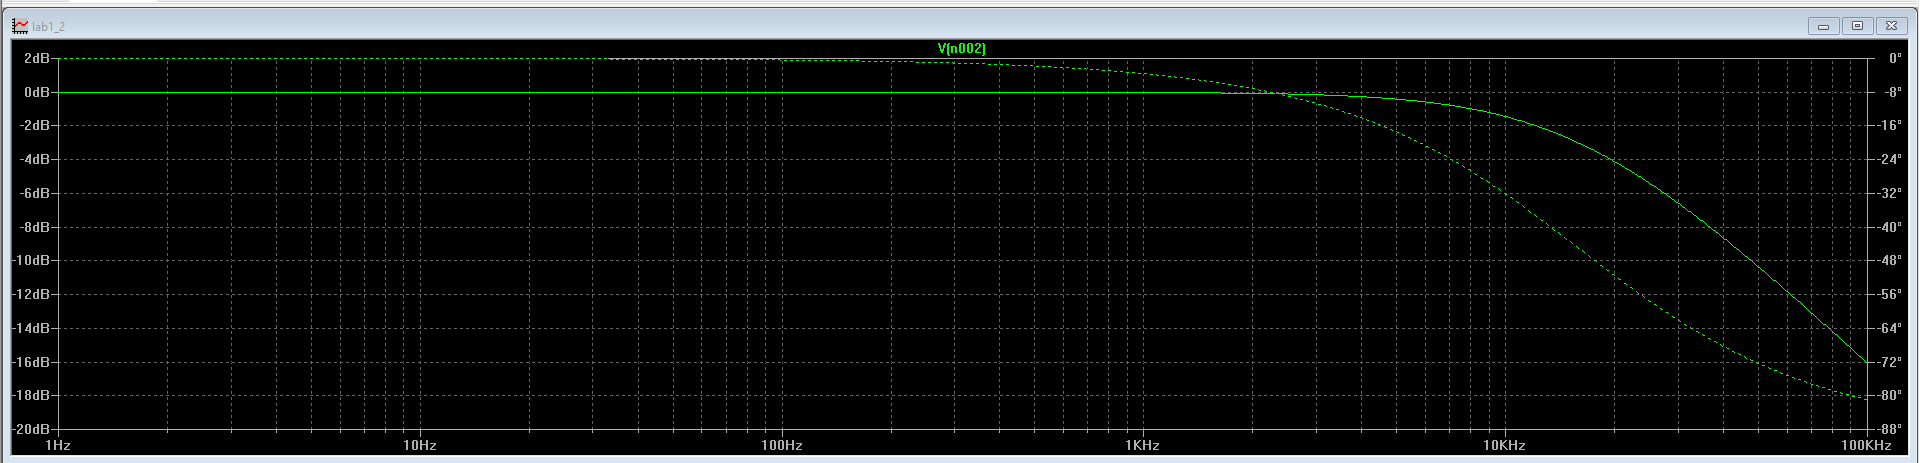 lab1_2
V(n002)
2dB 0°
0dB -8°
-2dB -16°
-4dB -24°
-6dB -32°
-8dB -40°
-10dB -48°
-12dB -56°
-14dB -64°
-16dB -72°
-18dB -80°
-20dB -88°
1Hz 10Hz 100Hz 1KHz 10KHz 100KHz